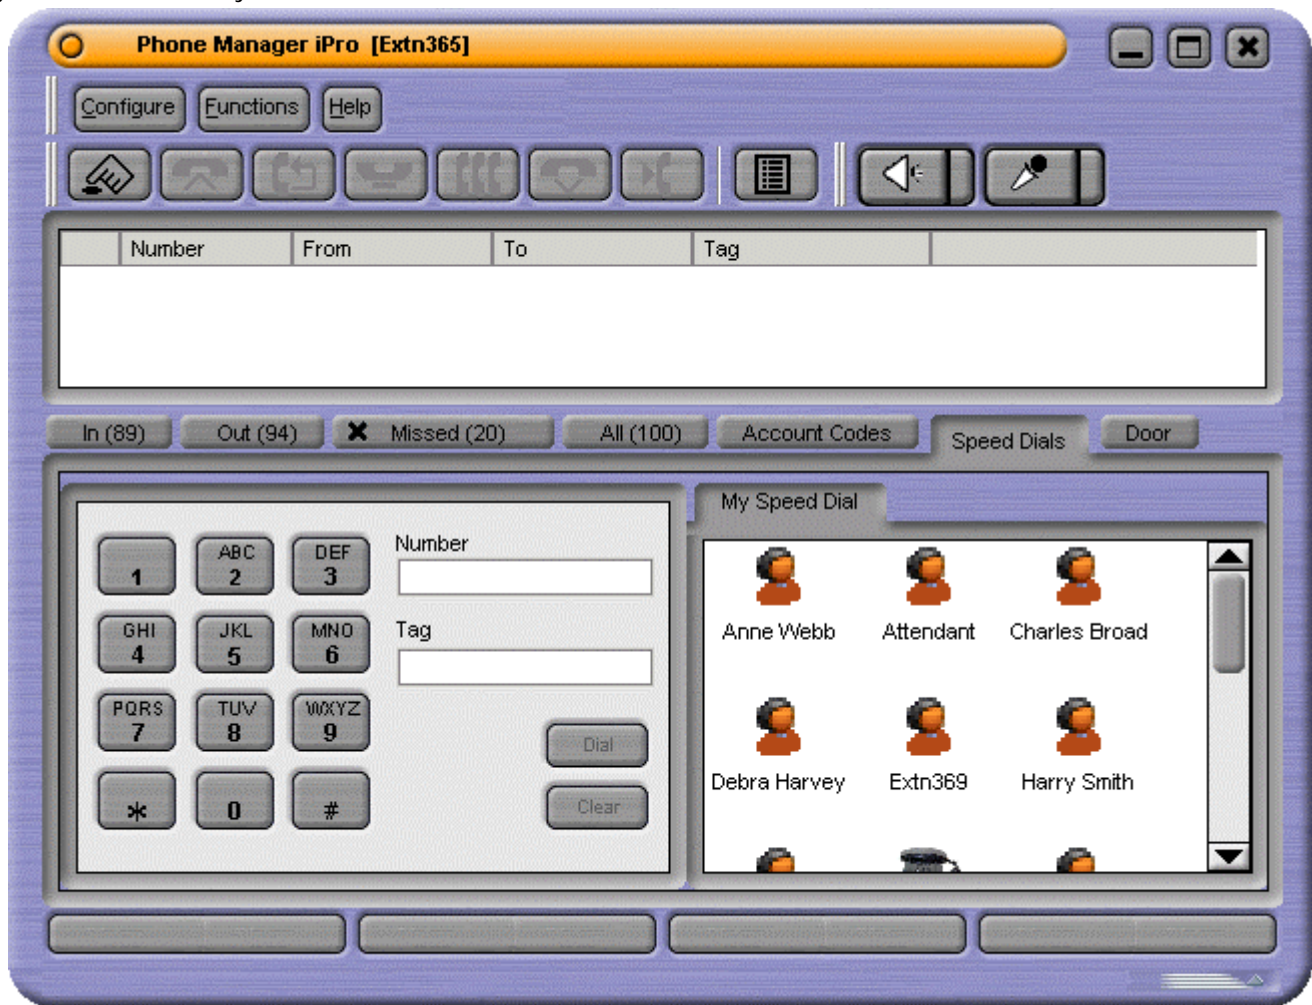 Phone Manager iPro [Extn365]
Configure Functions Help
Number From To Tag
In (89) Out (94) Missed (20) All (100) Account Codes Speed Dials Door
My Speed Dial
Number
1 ABC 2 DEF 3
Tag
GHI 4 JKL 5 MNO 6
PQRS 7 TUV 8 WXYZ 9
Dial
* 0 #
Clear
Anne Webb Attendant Charles Broad
Debra Harvey Extn369 Harry Smith